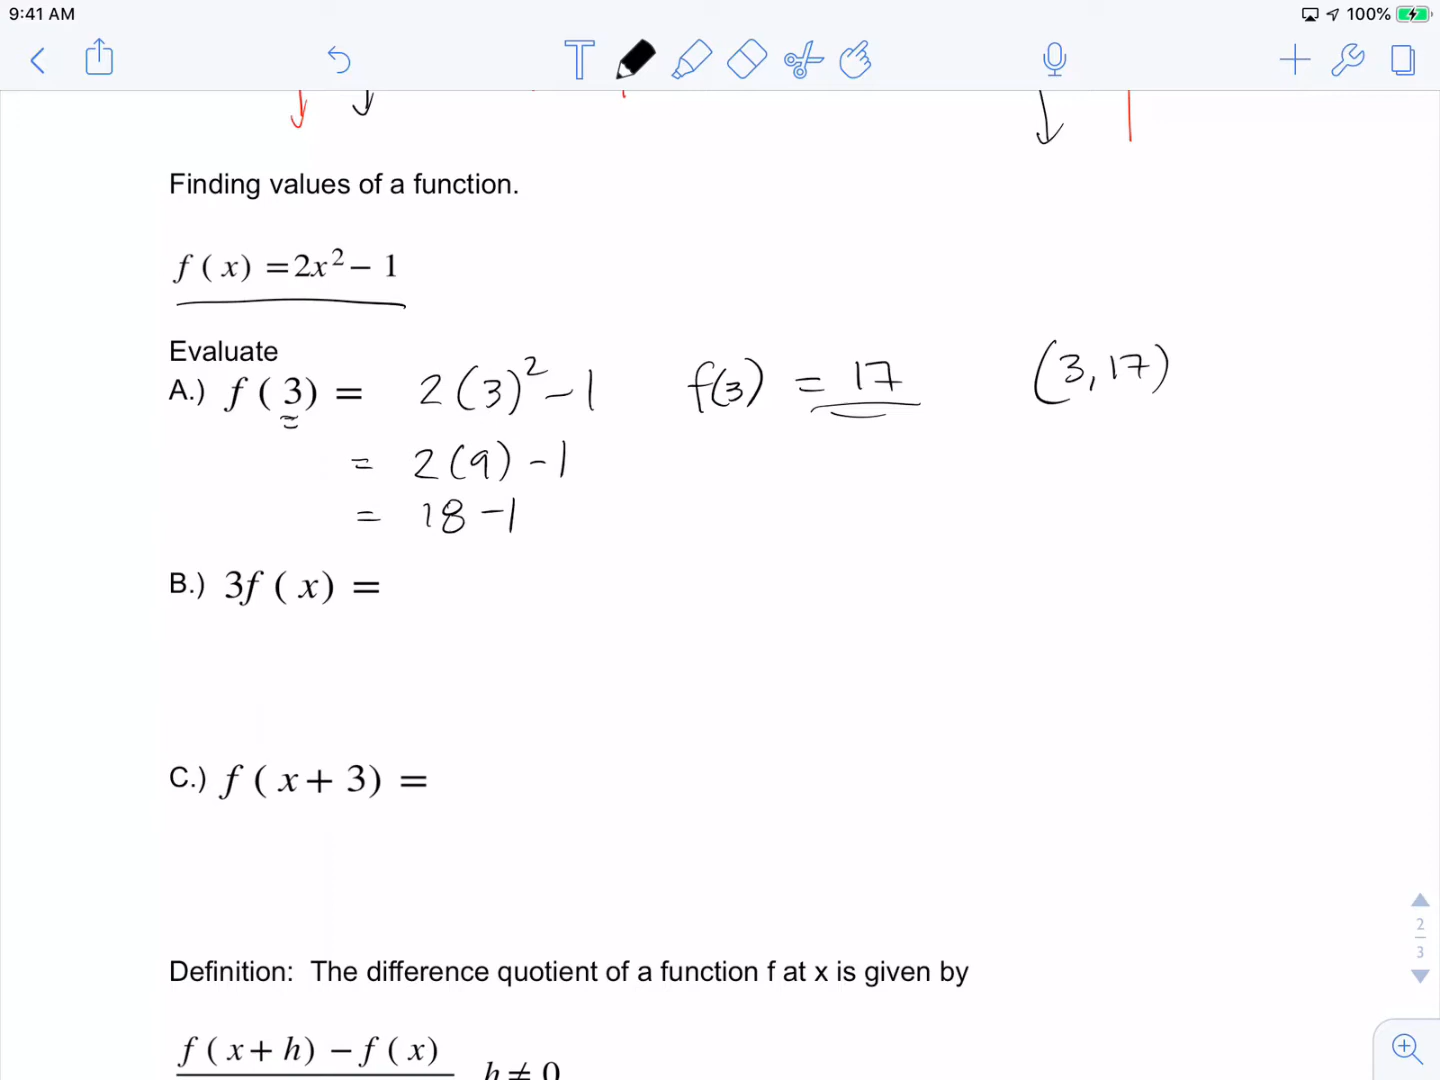 9:41 AM 100%
T
Finding values of a function.
f ( x ) = 2x² − 1
Evaluate
A.) f ( 3 ) = 2 (3)² − 1 f(3) = 17 (3, 17)
= 2 (9) − 1
= 18 − 1
B.) 3f ( x ) =
C.) f ( x + 3 ) =
2
3
Definition: The difference quotient of a function f at x is given by
f ( x + h ) − f ( x )
h ≠ 0